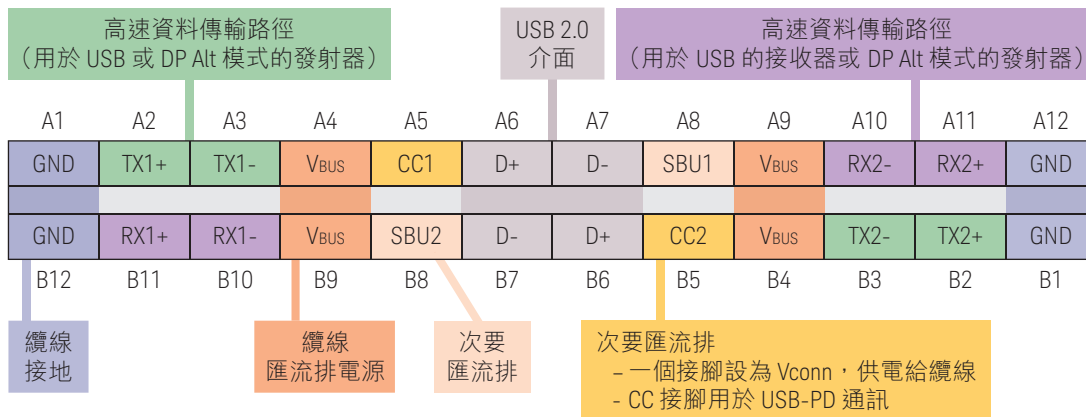 高速資料傳輸路徑
（用於 USB 或 DP Alt 模式的發射器）
USB 2.0
介面
高速資料傳輸路徑
（用於 USB 的接收器或 DP Alt 模式的發射器）
A1 A2 A3 A4 A5 A6 A7 A8 A9 A10 A11 A12
GND TX1+ TX1- VBUS CC1 D+ D- SBU1 VBUS RX2- RX2+ GND
GND RX1+ RX1- VBUS SBU2 D- D+ CC2 VBUS TX2- TX2+ GND
B12 B11 B10 B9 B8 B7 B6 B5 B4 B3 B2 B1
纜線
接地
纜線
匯流排電源
次要
匯流排
次要匯流排
– 一個接腳設為 Vconn，供電給纜線
- CC 接腳用於 USB-PD 通訊